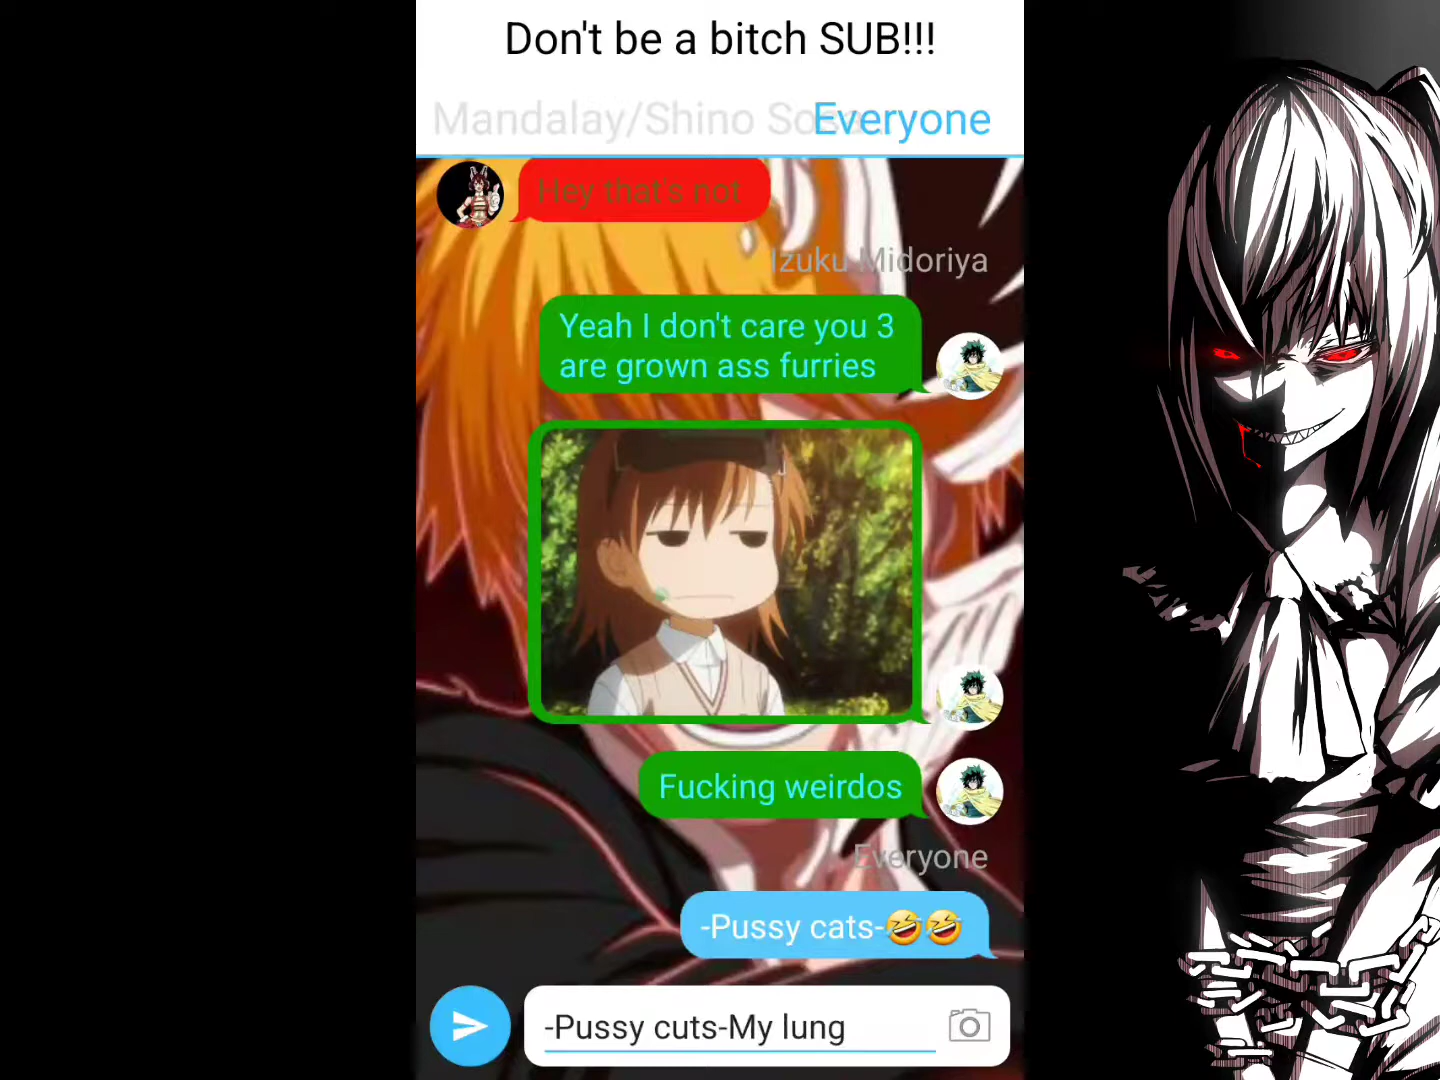 Don't be a bitch SUB!!!
Mandalay/Shino So
Everyone
Hey that's not
Izuku Midoriya
Yeah I don't care you 3
are grown ass furries
Fucking weirdos
Everyone
-Pussy cats-🤣🤣
-Pussy cuts-My lung